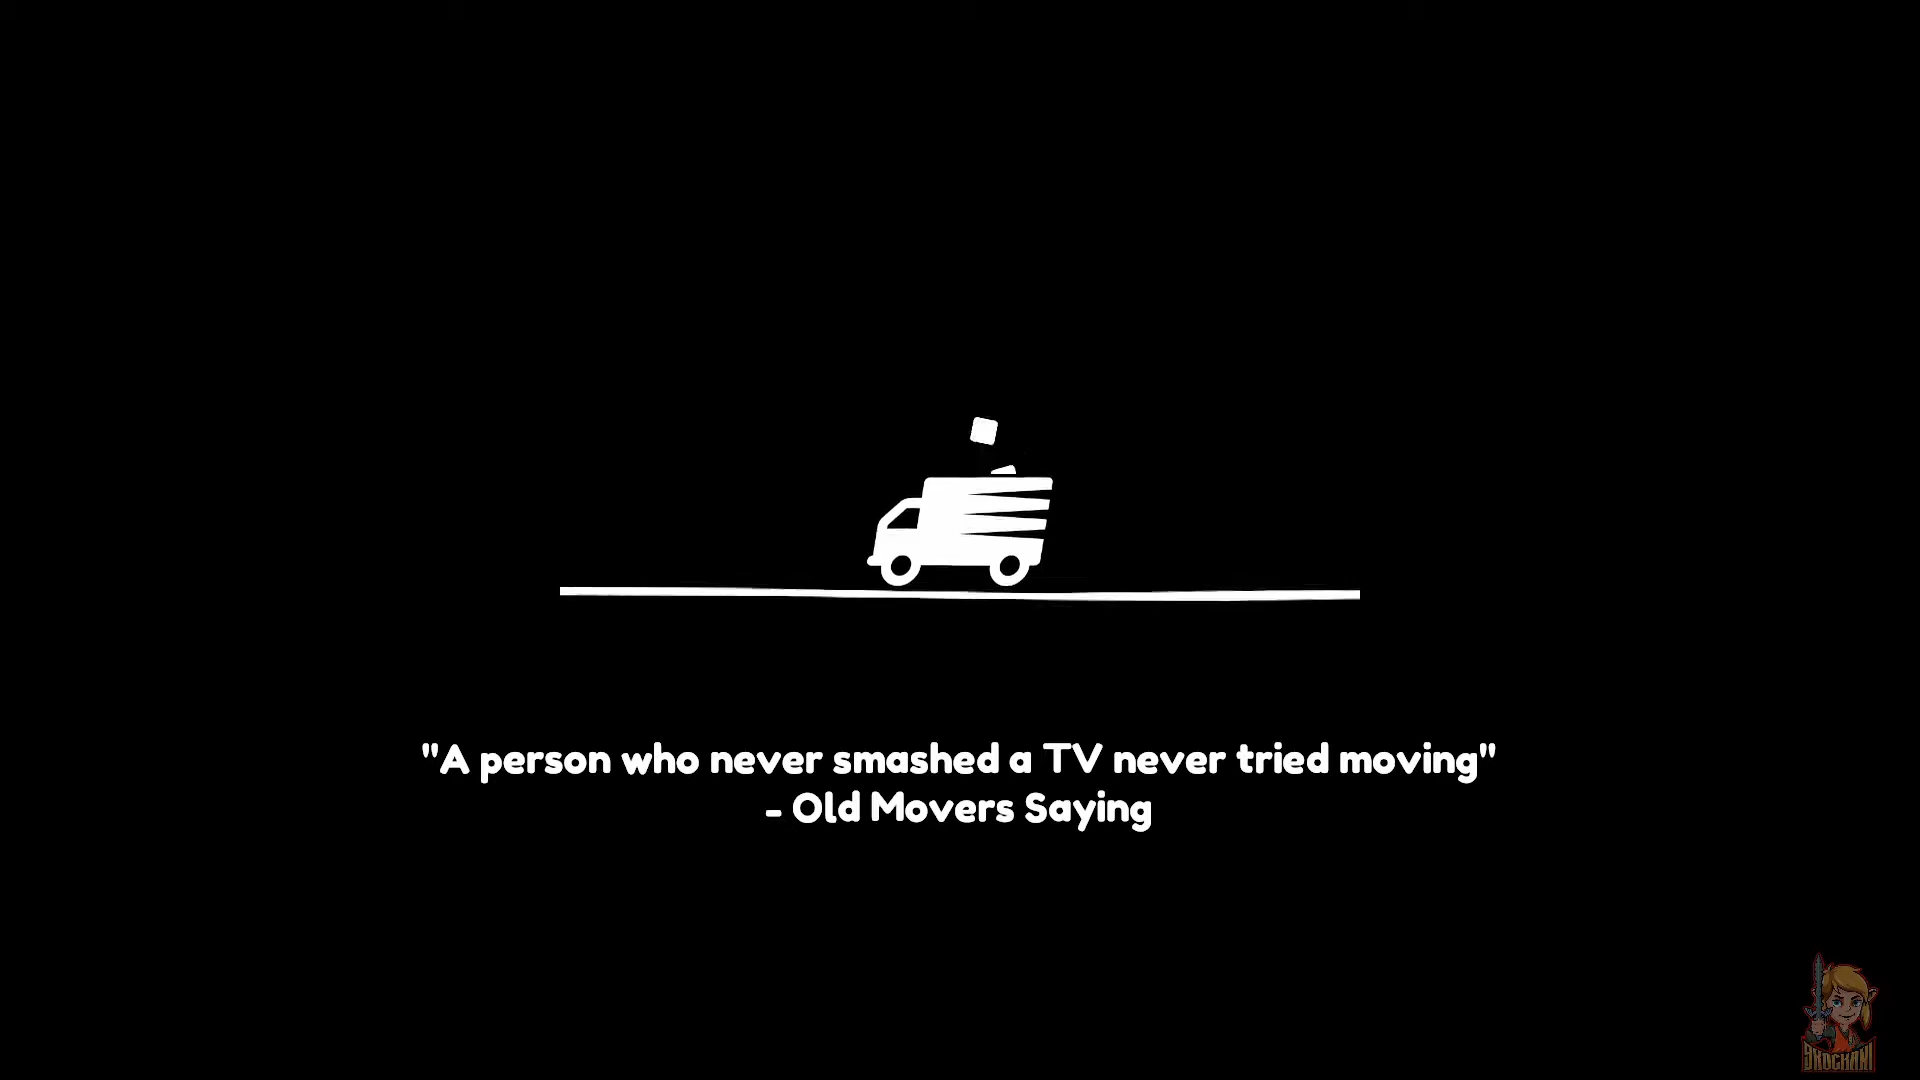 "A person who never smashed a TV never tried moving"
- Old Movers Saying